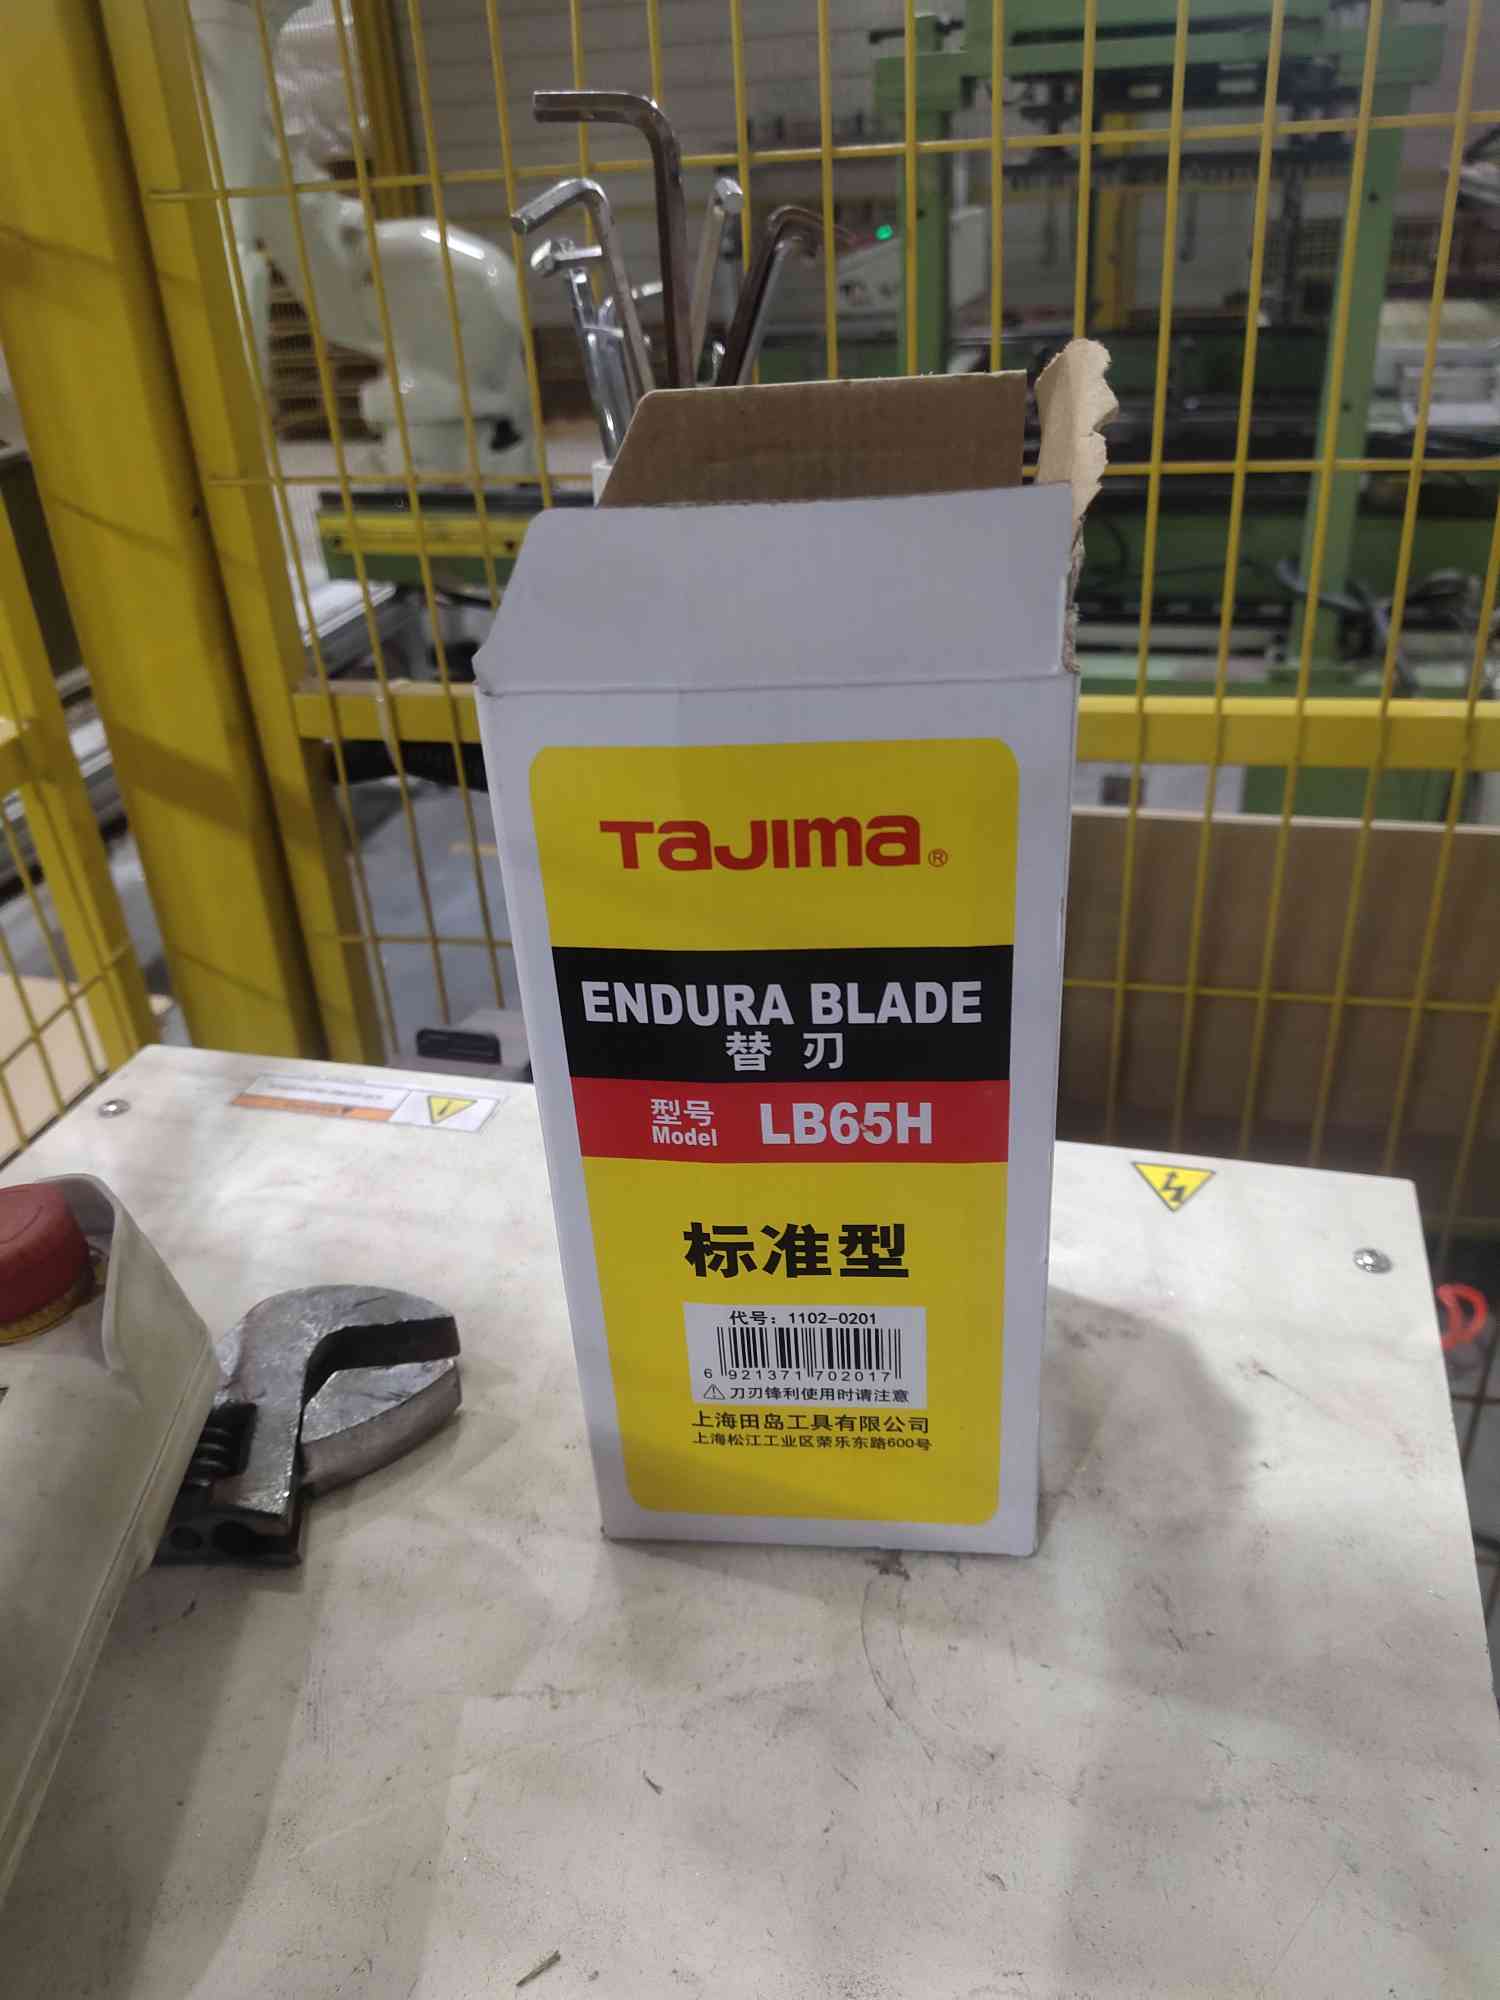 TAJIMA®
ENDURA BLADE
替 刃
型号 LB65H
Model
标准型
代号：1102-0201
6 921371 702017
刀刃锋利使用时请注意
上海田岛工具有限公司
上海松江工业区荣乐东路600号